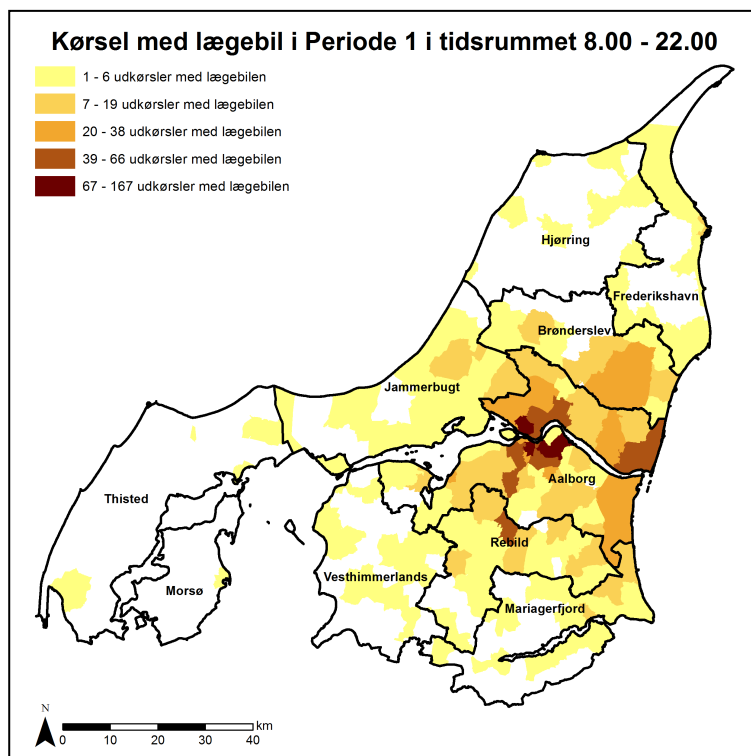 Kørsel med lægebil i Periode 1 i tidsrummet 8.00 - 22.00
1 - 6 udkørsler med lægebilen
7 - 19 udkørsler med lægebilen
20 - 38 udkørsler med lægebilen
39 - 66 udkørsler med lægebilen
67 - 167 udkørsler med lægebilen
Hjørring
Frederikshavn
Brønderslev
Jammerbugt
Aalborg
Thisted
Rebild
Vesthimmerlands
Morsø
Mariagerfjord
N
km
0 10 20 30 40